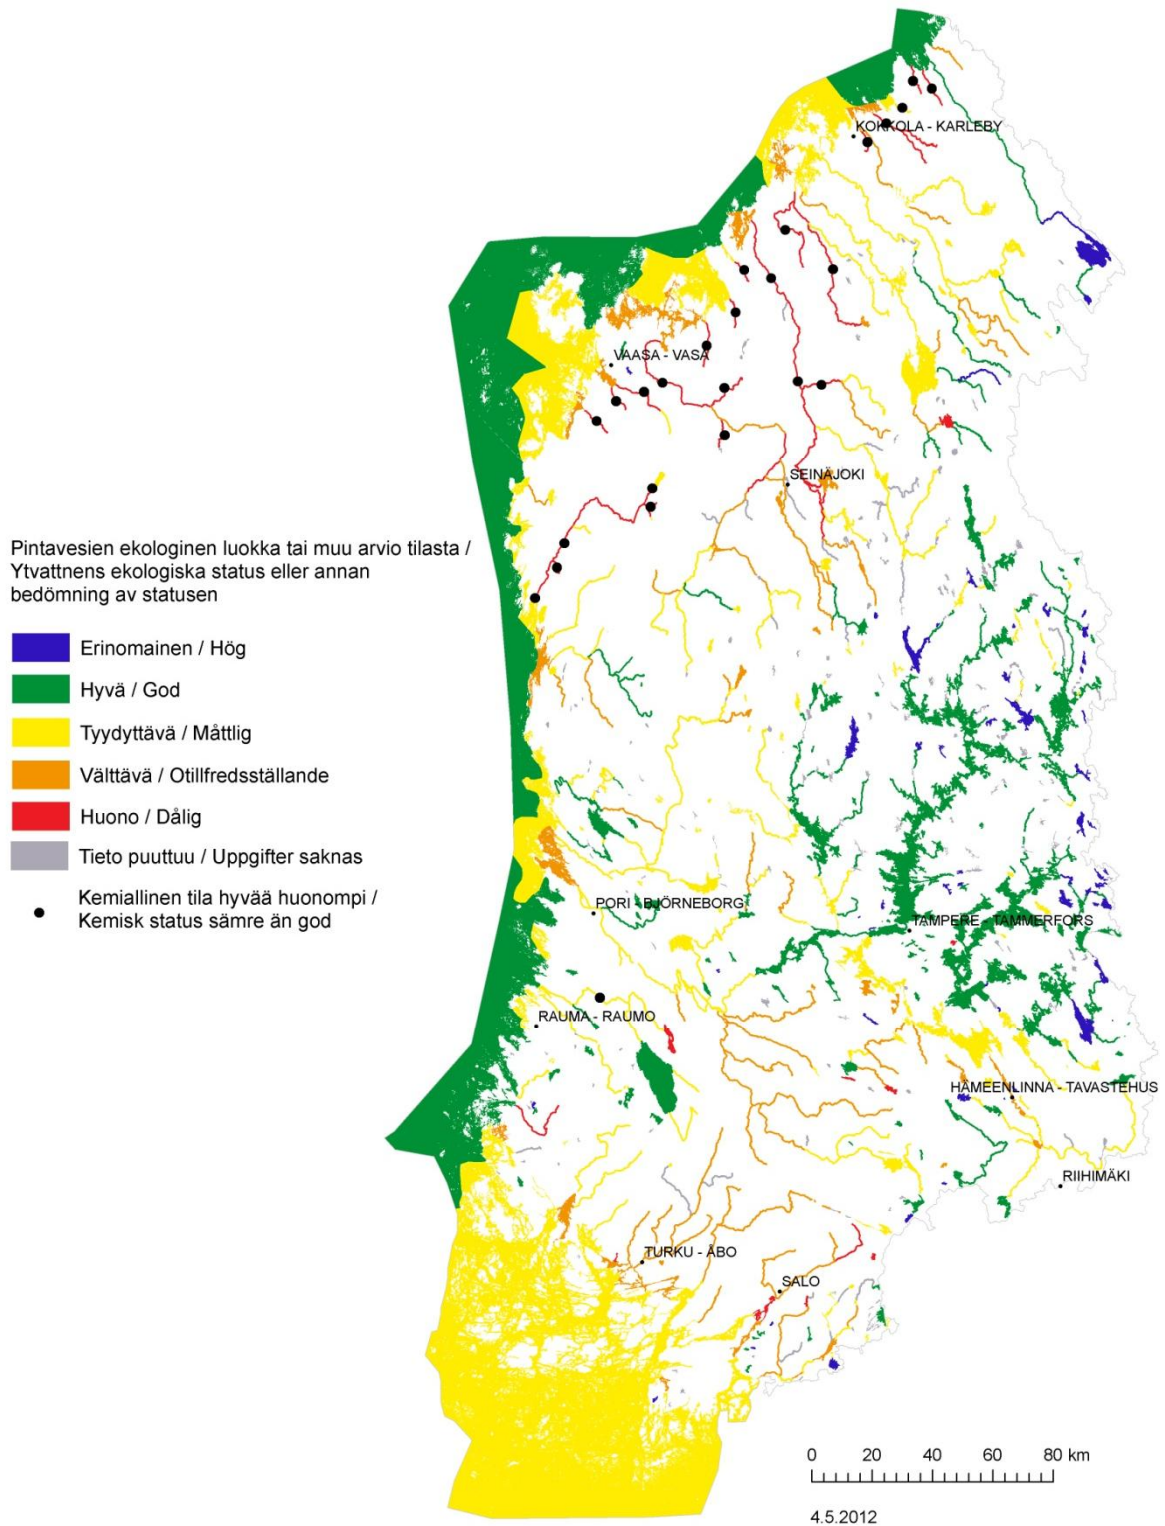 KOKKOLA - KARLEBY
VAASA - VASA
SEINÄJOKI
Pintavesien ekologinen luokka tai muu arvio tilasta /
Ytvattnens ekologiska status eller annan
bedömning av statusen
Erinomainen / Hög
Hyvä / God
Tyydyttävä / Måttlig
Välttävä / Otillfredsställande
Huono / Dålig
Tieto puuttuu / Uppgifter saknas
Kemiallinen tila hyvää huonompi /
Kemisk status sämre än god
PORI - BJÖRNEBORG
TAMPERE - TAMMERFORS
RAUMA - RAUMO
HÄMEENLINNA - TAVASTEHUS
RIIHIMÄKI
TURKU - ÅBO
SALO
0 20 40 60 80 km
4.5.2012